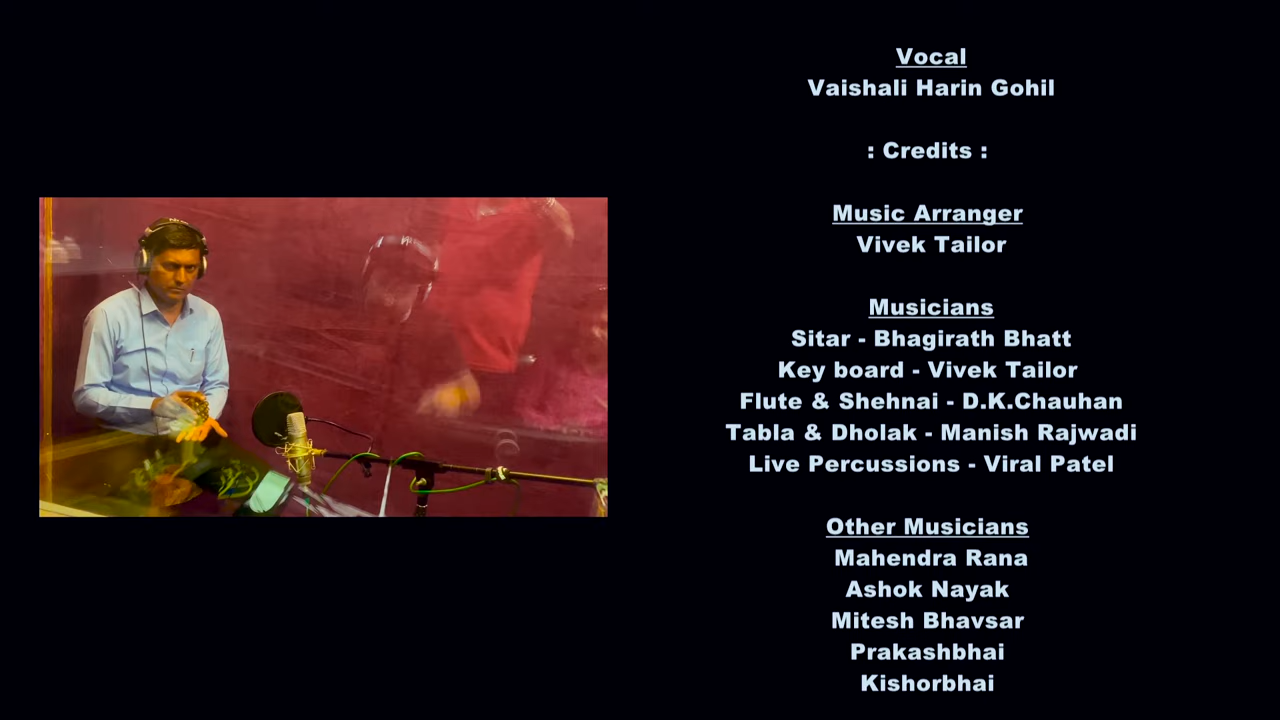 Vocal
Vaishali Harin Gohil
: Credits :
Music Arranger
Vivek Tailor
Musicians
Sitar - Bhagirath Bhatt
Key board - Vivek Tailor
Flute & Shehnai - D.K.Chauhan
Tabla & Dholak - Manish Rajwadi
Live Percussions - Viral Patel
Other Musicians
Mahendra Rana
Ashok Nayak
Mitesh Bhavsar
Prakashbhai
Kishorbhai